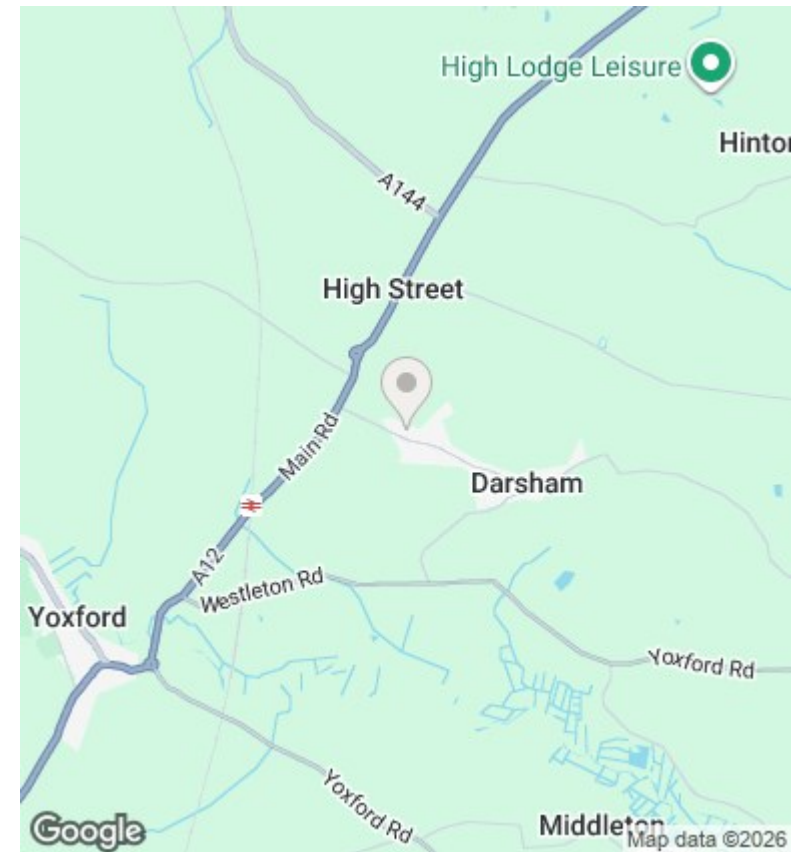 High Lodge Leisure
Hinton
A144
High Street
Main Rd
Darsham
A12
Westleton Rd
Yoxford
Yoxford Rd
Yoxford Rd
Middleton
Google
Map data ©2026